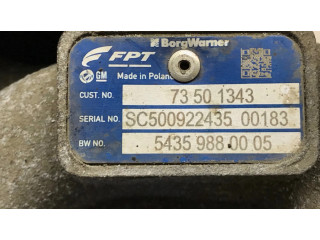 BorgWarner
FPT
GM
Made in Poland
CUST. NO. 73 50 1343
SERIAL NO. SC500922435 00183
BW NO. 5435 988 00 05